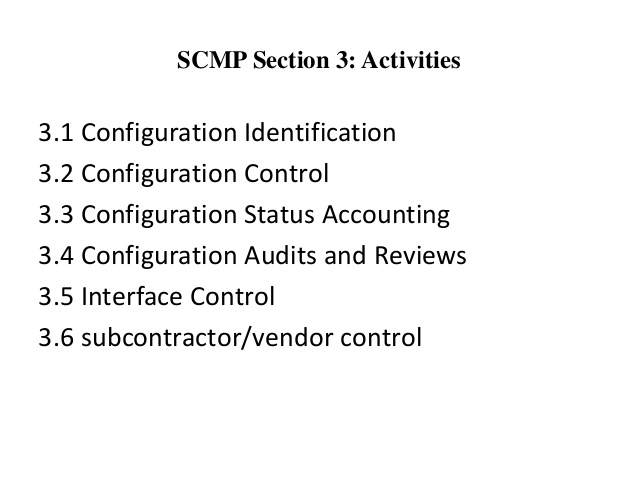 SCMP Section 3: Activities
3.1 Configuration Identification
3.2 Configuration Control
3.3 Configuration Status Accounting
3.4 Configuration Audits and Reviews
3.5 Interface Control
3.6 subcontractor/vendor control